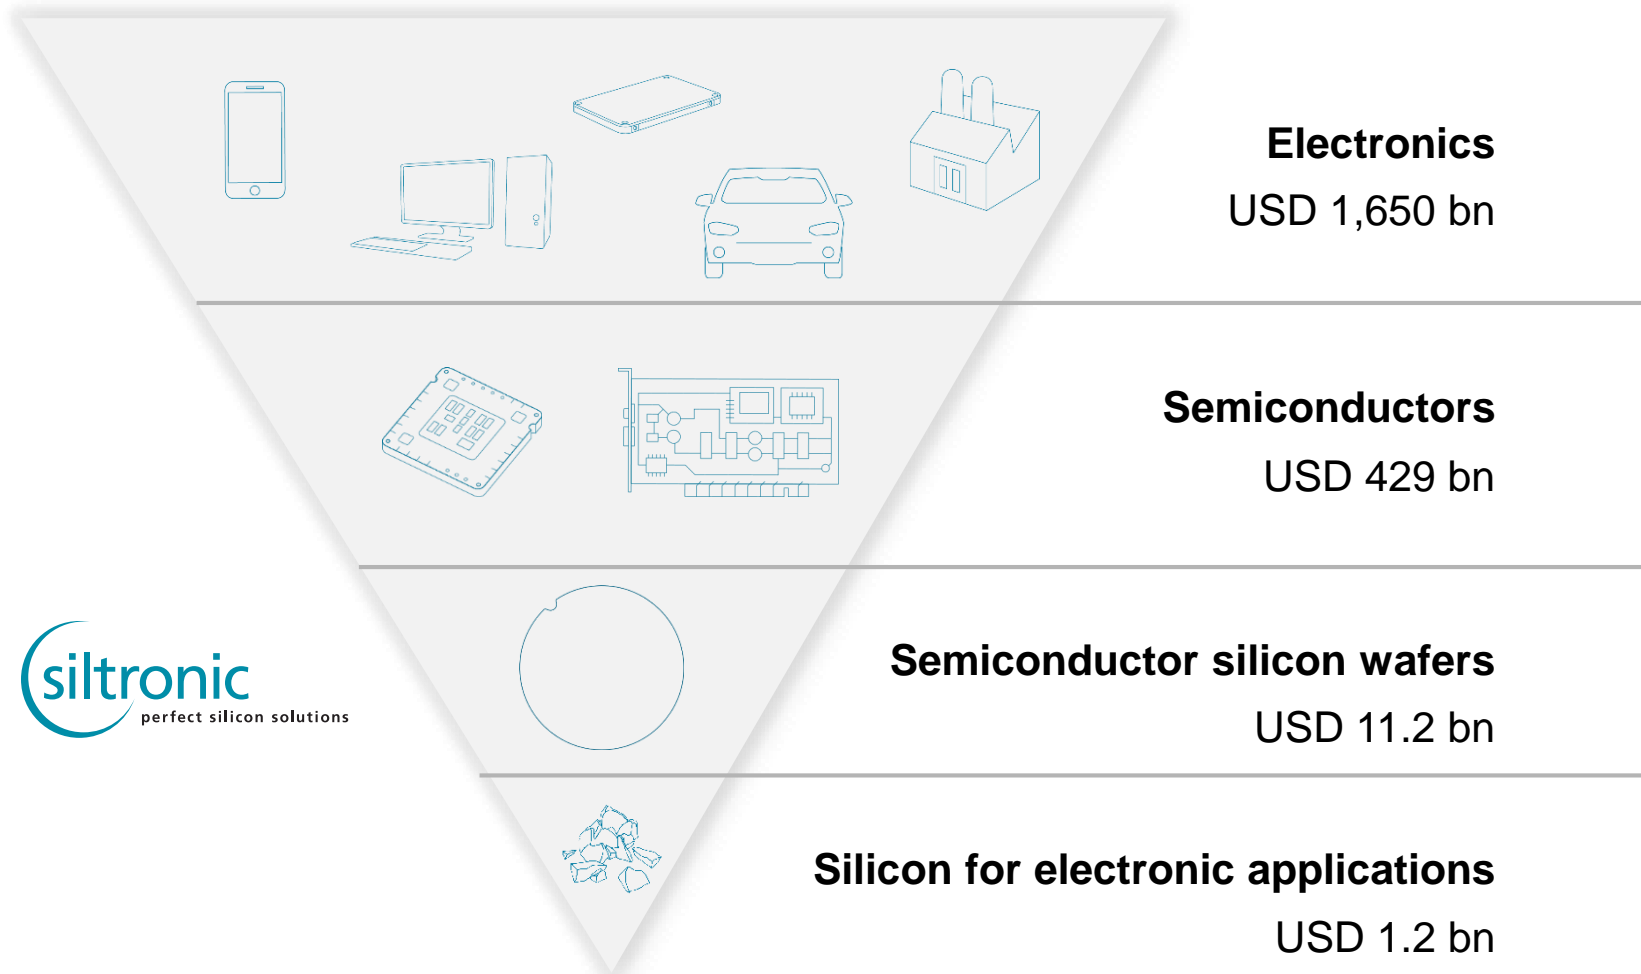 Electronics
USD 1,650 bn
Semiconductors
USD 429 bn
siltronic
perfect silicon solutions
Semiconductor silicon wafers
USD 11.2 bn
Silicon for electronic applications
USD 1.2 bn